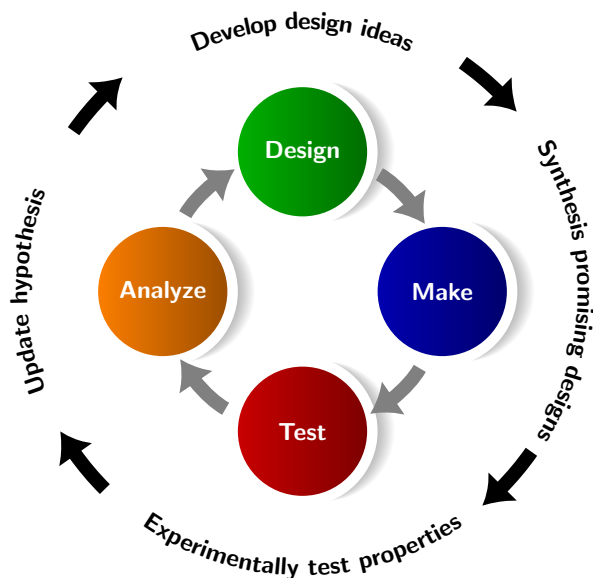 Develop design ideas
Design
Synthesis promising designs
Make
Experimentally test properties
Test
Update hypothesis
Analyze